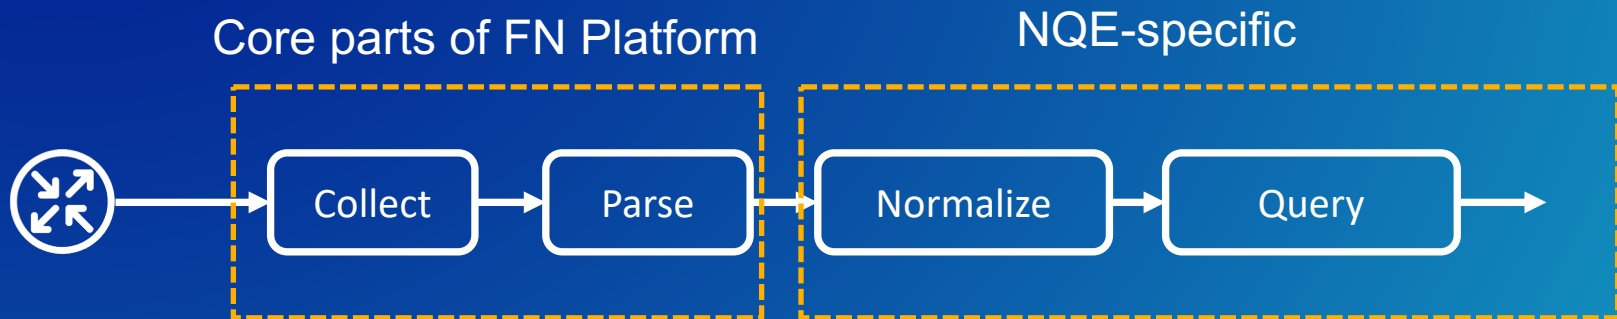 Core parts of FN Platform
NQE-specific
Collect
Parse
Normalize
Query